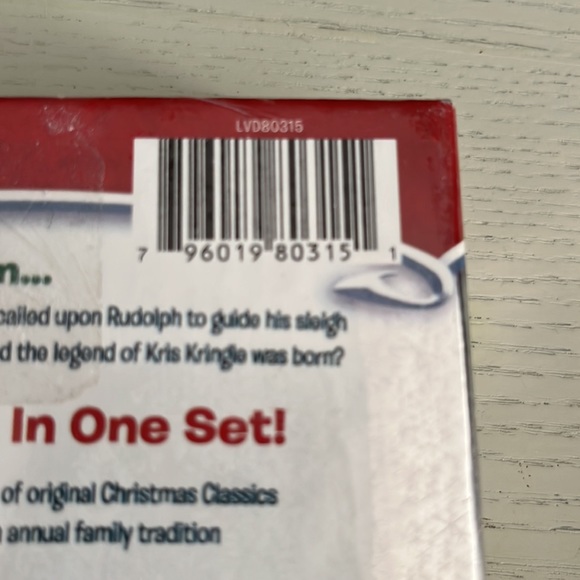 LVD80315
7 96019 80315 1
n...
called upon Rudolph to guide his sleigh
d the legend of Kris Kringle was born?
In One Set!
of original Christmas Classics
annual family tradition